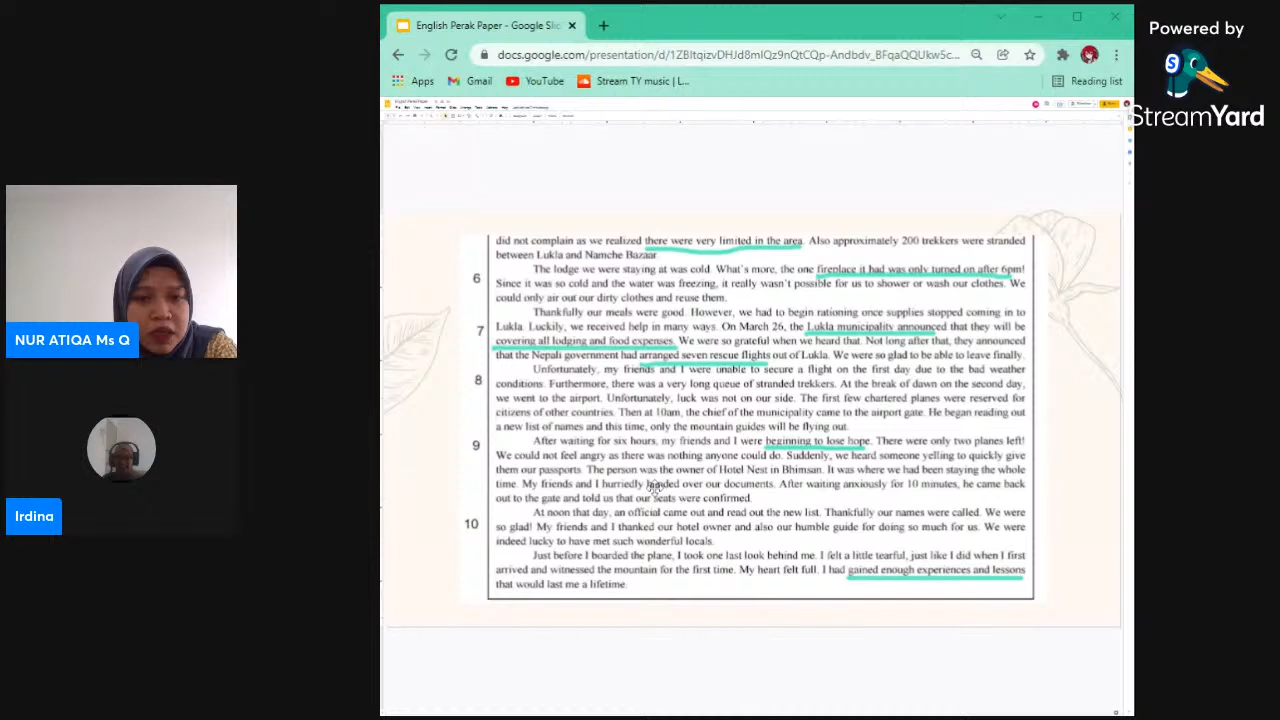 English Perak Paper - Google Slic
docs.google.com/presentation/d/1ZBltqizvDHJd8mlQz9nQtCQp-Andbdv_BFqaQQUkw5c...
Apps
Gmail
YouTube
Stream TY music | L...
Reading list
Powered by
StreamYard
NUR ATIQA Ms Q
Irdina
English Perak Paper
did not complain as we realized there were very limited in the area. Also approximately 200 trekkers were stranded
between Lukla and Namche Bazaar
6
The lodge we were staying at was cold. What's more, the one fireplace it had was only turned on after 6pm!
Since it was so cold and the water was freezing, it really wasn't possible for us to shower or wash our clothes. We
could only air out our dirty clothes and reuse them.
Thankfully our meals were good. However, we had to begin rationing once supplies stopped coming in to
7
Lukla. Luckily, we received help in many ways. On March 26, the Lukla municipality announced that they will be
covering all lodging and food expenses. We were so grateful when we heard that. Not long after that, they announced
that the Nepali government had arranged seven rescue flights out of Lukla. We were so glad to be able to leave finally.
Unfortunately, my friends and I were unable to secure a flight on the first day due to the bad weather
8
conditions. Furthermore, there was a very long queue of stranded trekkers. At the break of dawn on the second day,
we went to the airport. Unfortunately, luck was not on our side. The first few chartered planes were reserved for
citizens of other countries. Then at 10am, the chief of the municipality came to the airport gate. He began reading out
a new list of names and this time, only the mountain guides will be flying out.
9
After waiting for six hours, my friends and I were beginning to lose hope. There were only two planes left!
We could not feel angry as there was nothing anyone could do. Suddenly, we heard someone yelling to quickly give
them our passports. The person was the owner of Hotel Nest in Bhimsan. It was where we had been staying the whole
time. My friends and I hurriedly handed over our documents. After waiting anxiously for 10 minutes, he came back
out to the gate and told us that our seats were confirmed.
At noon that day, an official came out and read out the new list. Thankfully our names were called. We were
10
so glad! My friends and I thanked our hotel owner and also our humble guide for doing so much for us. We were
indeed lucky to have met such wonderful locals.
Just before I boarded the plane, I took one last look behind me. I felt a little tearful, just like I did when I first
arrived and witnessed the mountain for the first time. My heart felt full. I had gained enough experiences and lessons
that would last me a lifetime.